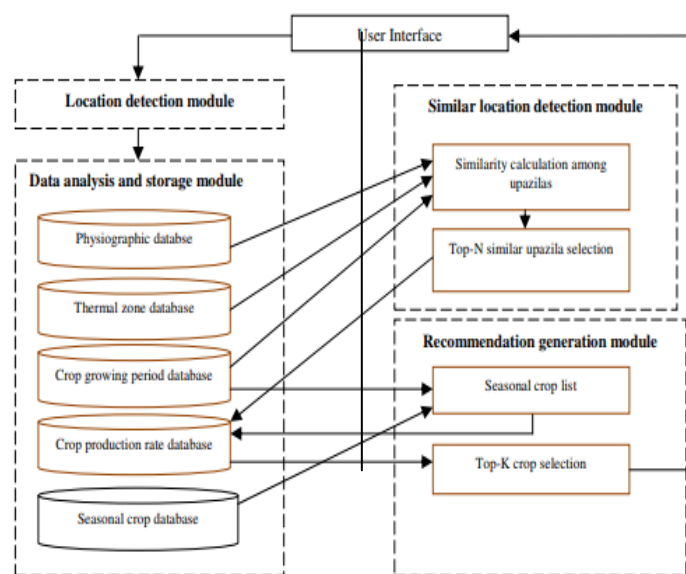 User Interface
Location detection module
Data analysis and storage module
Physiographic databse
Thermal zone database
Crop growing period database
Crop production rate database
Seasonal crop database
Similar location detection module
Similarity calculation among
upazilas
Top-N similar upazila selection
Recommendation generation module
Seasonal crop list
Top-K crop selection